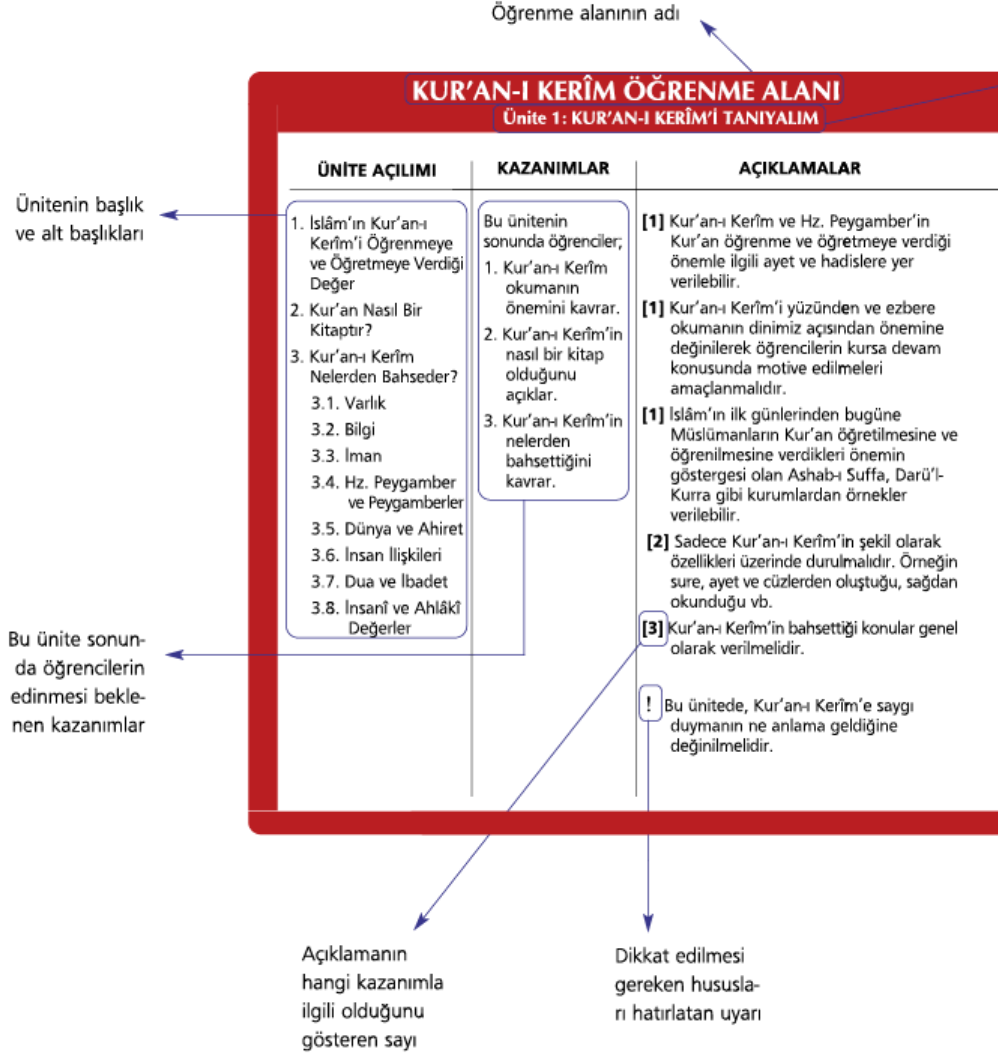 Öğrenme alanının adı
KUR'AN-I KERÎM ÖĞRENME ALANI
Ünite 1: KUR'AN-I KERÎM'İ TANIYALIM
Ünitenin başlık
ve alt başlıkları
ÜNİTE AÇILIMI
1. İslâm'ın Kur'an-ı
Kerîm'i Öğrenmeye
ve Öğretmeye Verdiği
Değer
2. Kur'an Nasıl Bir
Kitaptır?
3. Kur'an-ı Kerîm
Nelerden Bahseder?
3.1. Varlık
3.2. Bilgi
3.3. İman
3.4. Hz. Peygamber
ve Peygamberler
3.5. Dünya ve Ahiret
3.6. İnsan İlişkileri
3.7. Dua ve İbadet
3.8. İnsanî ve Ahlâkî
Değerler
KAZANIMLAR
Bu ünitenin
sonunda öğrenciler;
1. Kur'an-ı Kerîm
okumanın
önemini kavrar.
2. Kur'an-ı Kerîm'in
nasıl bir kitap
olduğunu
açıklar.
3. Kur'an-ı Kerîm'in
nelerden
bahsettiğini
kavrar.
AÇIKLAMALAR
[1] Kur'an-ı Kerîm ve Hz. Peygamber'in
Kur'an öğrenme ve öğretmeye verdiği
önemle ilgili ayet ve hadislere yer
verilebilir.
[1] Kur'an-ı Kerîm'i yüzünden ve ezbere
okumanın dinimiz açısından önemine
değinilerek öğrencilerin kursa devam
konusunda motive edilmeleri
amaçlanmalıdır.
[1] İslâm'ın ilk günlerinden bugüne
Müslümanların Kur'an öğretilmesine ve
öğrenilmesine verdikleri önemin
göstergesi olan Ashab-ı Suffa, Darü'l-
Kurra gibi kurumlardan örnekler
verilebilir.
[2] Sadece Kur'an-ı Kerîm'in şekil olarak
özellikleri üzerinde durulmalıdır. Örneğin
sure, ayet ve cüzlerden oluştuğu, sağdan
okunduğu vb.
[3] Kur'an-ı Kerîm'in bahsettiği konular genel
olarak verilmelidir.
! Bu ünitede, Kur'an-ı Kerîm'e saygı
duymanın ne anlama geldiğine
değinilmelidir.
Bu ünite sonun-
da öğrencilerin
edinmesi bekle-
nen kazanımlar
Açıklamanın
hangi kazanımla
ilgili olduğunu
gösteren sayı
Dikkat edilmesi
gereken hususla-
rı hatırlatan uyarı